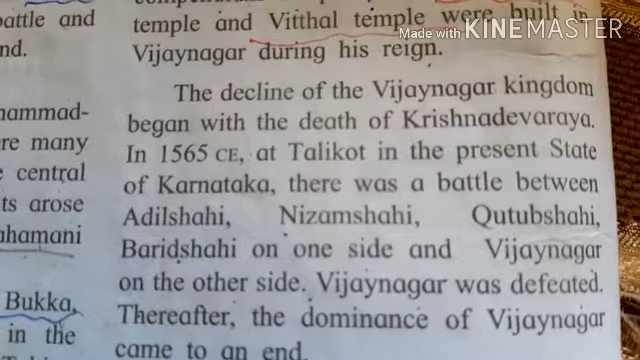 battle and
nd.
hammad-
re many
central
ts arose
ahamani
Bukka,
in the
temple and Vitthal temple were built in
Vijaynagar during his reign.
The decline of the Vijaynagar kingdom
began with the death of Krishnadevaraya.
In 1565 CE, at Talikot in the present State
of Karnataka, there was a battle between
Adilshahi, Nizamshahi, Qutubshahi,
Baridshahi on one side and Vijaynagar
on the other side. Vijaynagar was defeated.
Thereafter, the dominance of Vijaynagar
came to an end.
Made with KINEMASTER